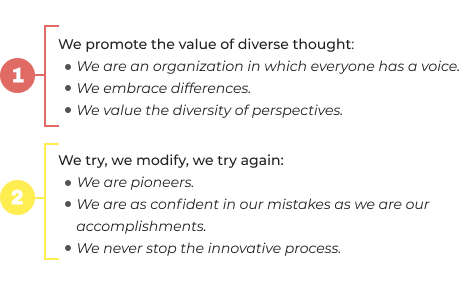 1
We promote the value of diverse thought:
• We are an organization in which everyone has a voice.
• We embrace differences.
• We value the diversity of perspectives.
2
We try, we modify, we try again:
• We are pioneers.
• We are as confident in our mistakes as we are our
accomplishments.
• We never stop the innovative process.